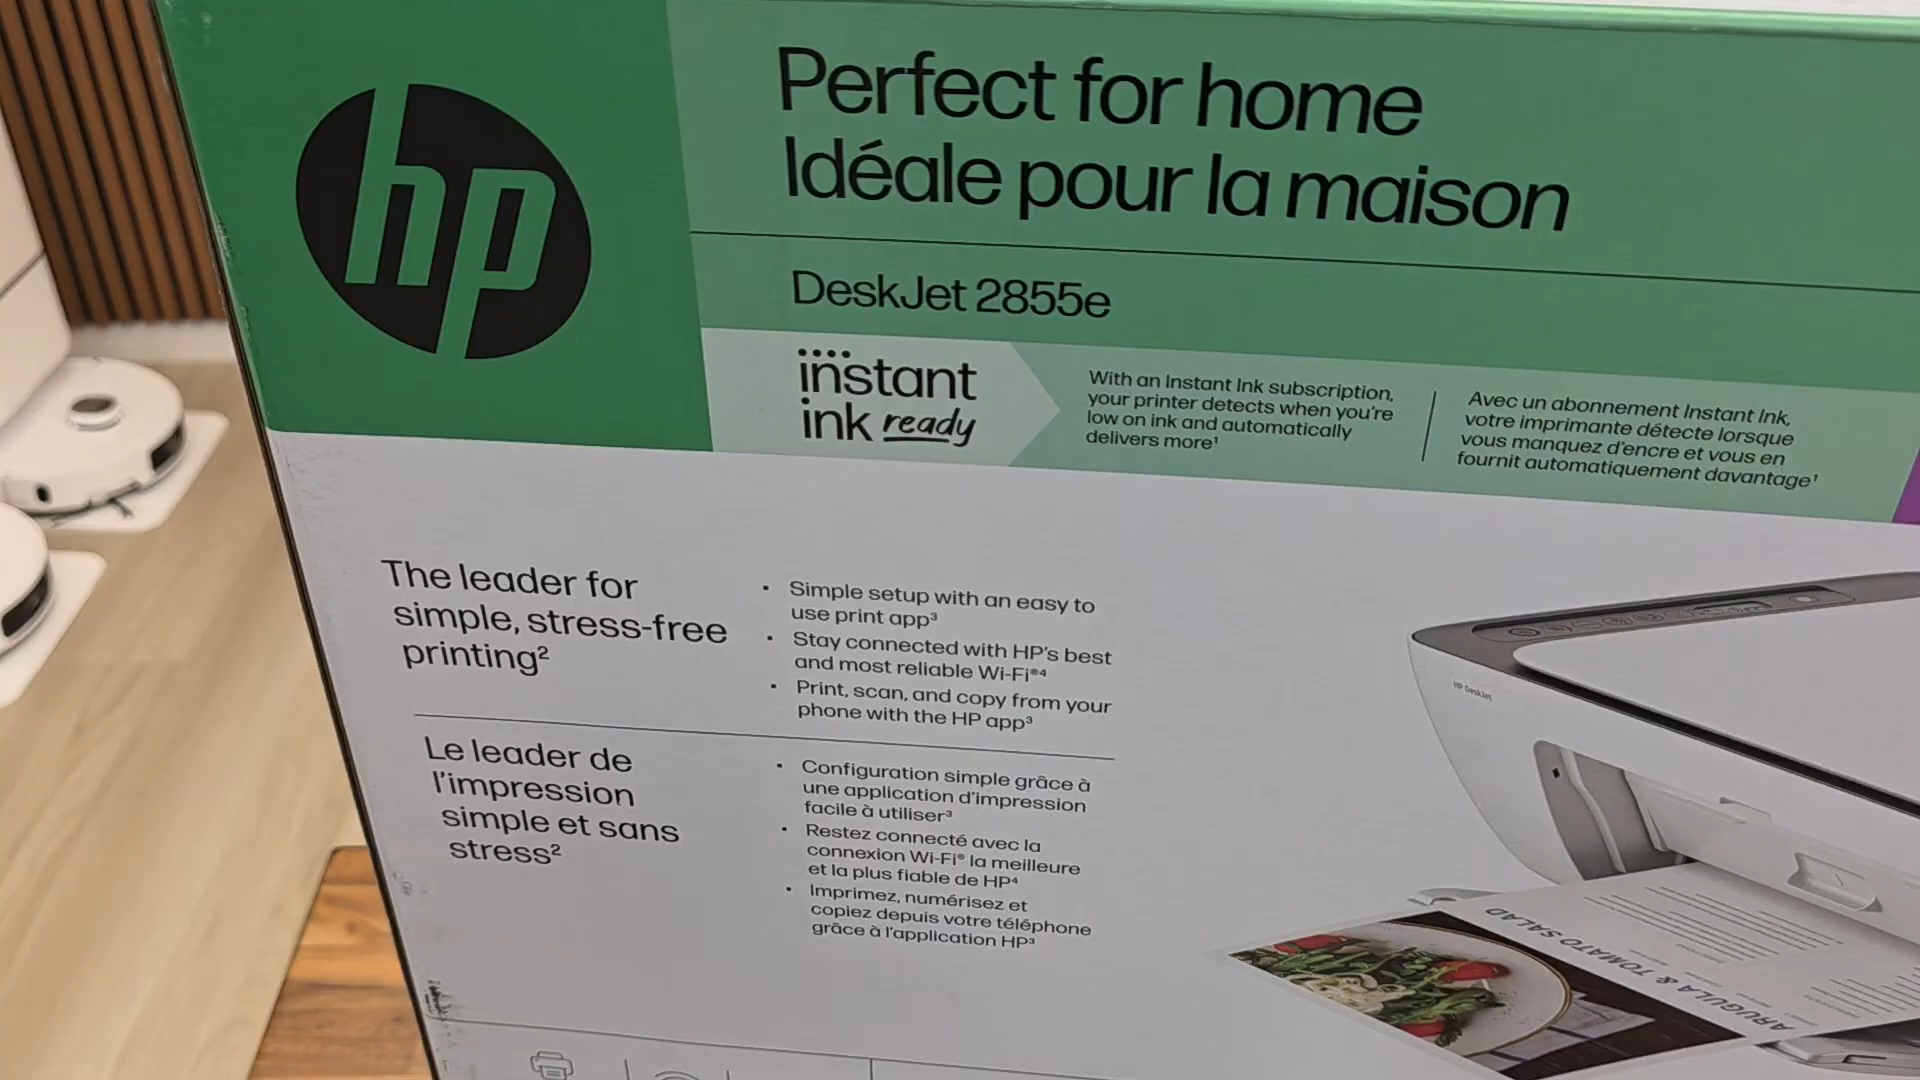 hp
Perfect for home
Idéale pour la maison
DeskJet 2855e
instant
ink ready
With an Instant Ink subscription,
your printer detects when you're
low on ink and automatically
delivers more¹
Avec un abonnement Instant Ink,
votre imprimante détecte lorsque
vous manquez d'encre et vous en
fournit automatiquement davantage¹
The leader for
simple, stress-free
printing²
• Simple setup with an easy to
use print app³
• Stay connected with HP's best
and most reliable Wi-Fi®⁴
• Print, scan, and copy from your
phone with the HP app³
Le leader de
l'impression
simple et sans
stress²
• Configuration simple grâce à
une application d'impression
facile à utiliser³
• Restez connecté avec la
connexion Wi-Fi® la meilleure
et la plus fiable de HP⁴
• Imprimez, numérisez et
copiez depuis votre téléphone
grâce à l'application HP³
HP DeskJet
ARUGULA & TOMATO SALAD